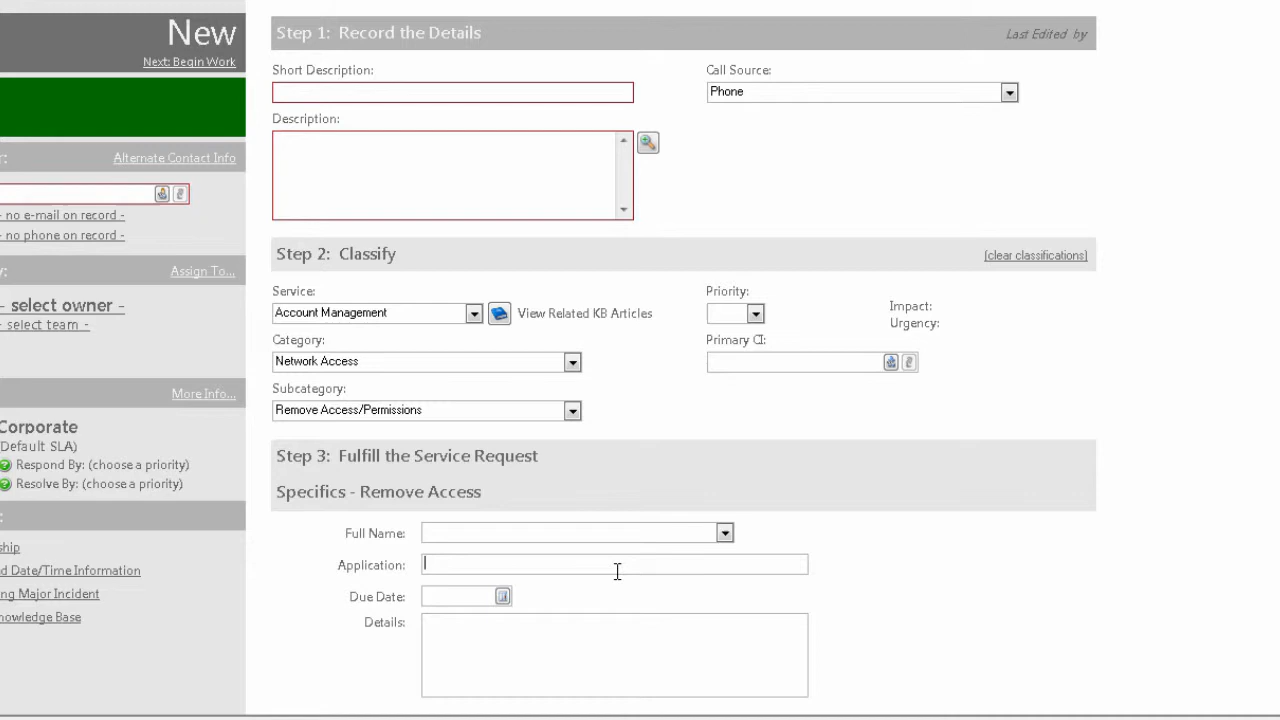 New
Next: Begin Work
r:
Alternate Contact Info
- no e-mail on record -
- no phone on record -
y:
Assign To...
- select owner -
- select team -
More Info...
Corporate
(Default SLA)
Respond By: (choose a priority)
Resolve By: (choose a priority)
:
ship
d Date/Time Information
ng Major Incident
nowledge Base
Step 1: Record the Details
Last Edited by
Short Description:
Call Source:
Phone
Description:
Step 2: Classify
[clear classifications]
Service:
Account Management
View Related KB Articles
Priority:
Impact:
Urgency:
Category:
Network Access
Primary CI:
Subcategory:
Remove Access/Permissions
Step 3: Fulfill the Service Request
Specifics - Remove Access
Full Name:
Application:
Due Date:
Details: